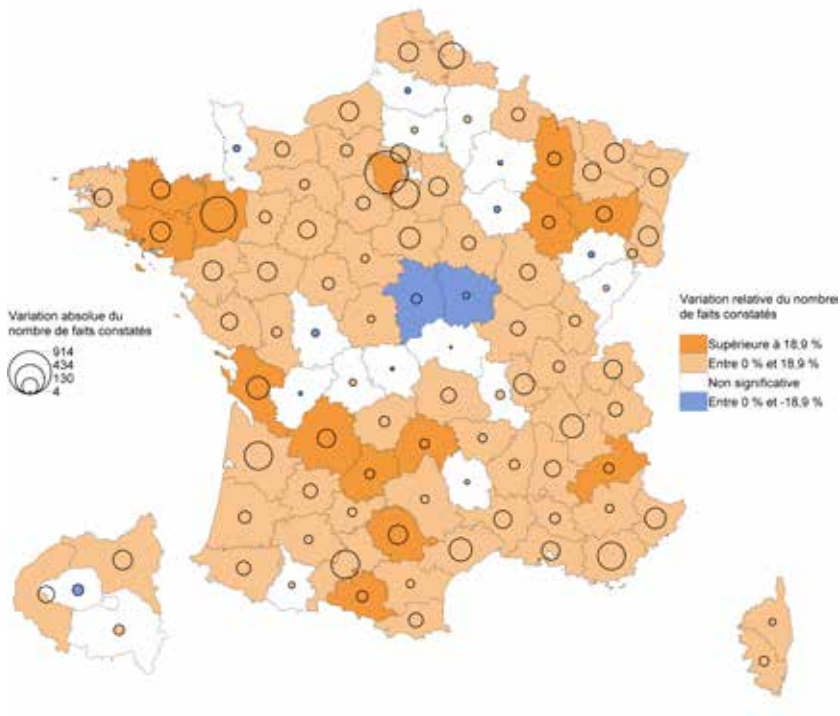 Variation absolue du
nombre de faits constatés
914
434
130
4
Variation relative du nombre
de faits constatés
Supérieure à 18,9 %
Entre 0 % et 18,9 %
Non significative
Entre 0 % et -18,9 %